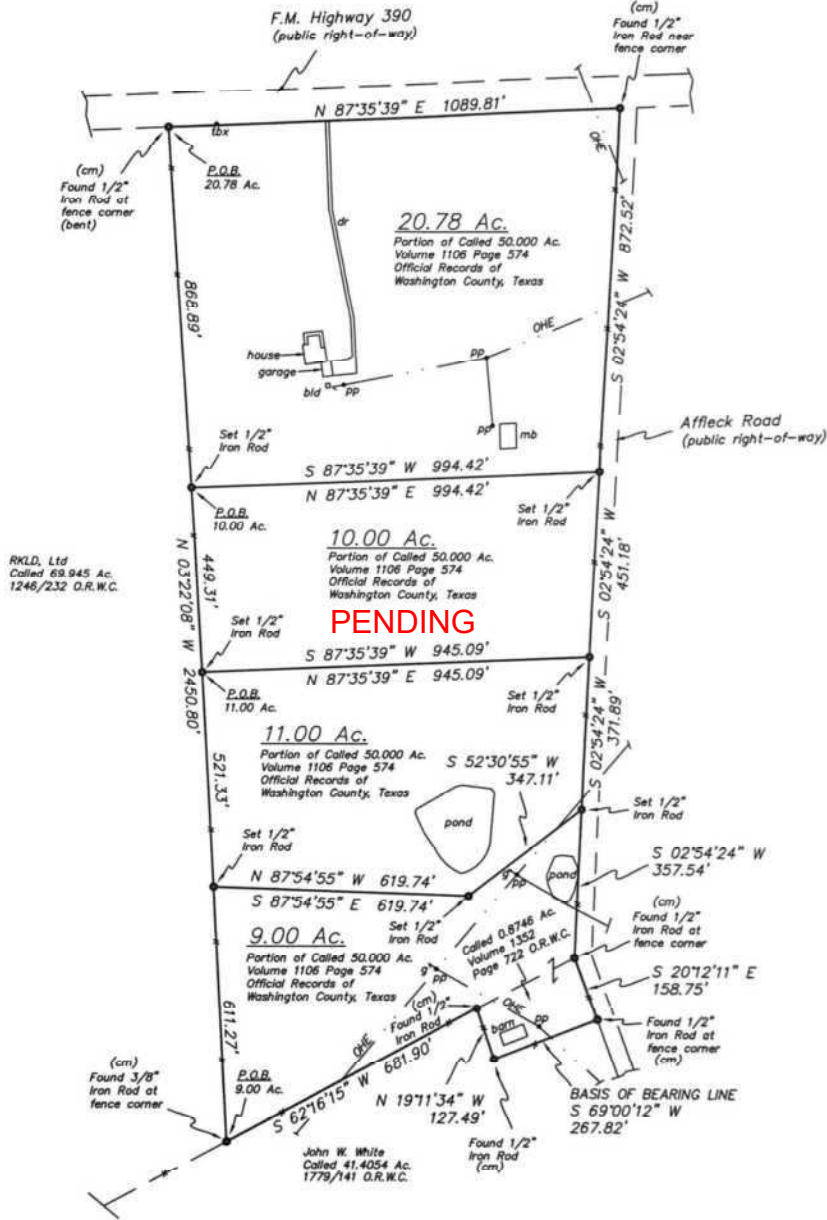 F.M. Highway 390
(public right-of-way)
(cm)
Found 1/2"
Iron Rod near
fence corner
N 87°35'39" E 1089.81'
tbx
(cm)
Found 1/2"
Iron Rod at
fence corner
(bent)
P.O.B.
20.78 Ac.
OHE
dr
20.78 Ac.
Portion of Called 50.000 Ac.
Volume 1106 Page 574
Official Records of
Washington County, Texas
S 02°54'24" W 872.52'
868.89'
OHE
house
garage
bld
pp
pp
pp
mb
Affleck Road
(public right-of-way)
Set 1/2"
Iron Rod
S 87°35'39" W 994.42'
N 87°35'39" E 994.42'
Set 1/2"
Iron Rod
P.O.B.
10.00 Ac.
10.00 Ac.
Portion of Called 50.000 Ac.
Volume 1106 Page 574
Official Records of
Washington County, Texas
PENDING
RKLD, Ltd
Called 69.945 Ac.
1246/232 O.R.W.C.
449.31'
N 03°22'08" W 2450.80'
S 02°54'24" W
451.18'
Set 1/2"
Iron Rod
S 87°35'39" W 945.09'
N 87°35'39" E 945.09'
Set 1/2"
Iron Rod
P.O.B.
11.00 Ac.
11.00 Ac.
Portion of Called 50.000 Ac.
Volume 1106 Page 574
Official Records of
Washington County, Texas
S 02°54'24" W
371.89'
521.33'
S 52°30'55" W
347.11'
pond
Set 1/2"
Iron Rod
Set 1/2"
Iron Rod
N 87°54'55" W 619.74'
S 87°54'55" E 619.74'
Set 1/2"
Iron Rod
g
pp
pond
S 02°54'24" W
357.54'
(cm)
Found 1/2"
Iron Rod at
fence corner
9.00 Ac.
Portion of Called 50.000 Ac.
Volume 1106 Page 574
Official Records of
Washington County, Texas
Called 0.8746 Ac.
Volume 1352
Page 722 O.R.W.C.
g
pp
S 20°12'11" E
158.75'
611.27'
(cm)
Found 1/2"
Iron Rod
OHE
OHE
pp
barn
Found 1/2"
Iron Rod at
fence corner
(cm)
(cm)
Found 3/8"
Iron Rod at
fence corner
P.O.B.
9.00 Ac.
S 62°16'15" W 681.90'
N 19°11'34" W
127.49'
BASIS OF BEARING LINE
S 69°00'12" W
267.82'
Found 1/2"
Iron Rod
(cm)
John W. White
Called 41.4054 Ac.
1779/141 O.R.W.C.